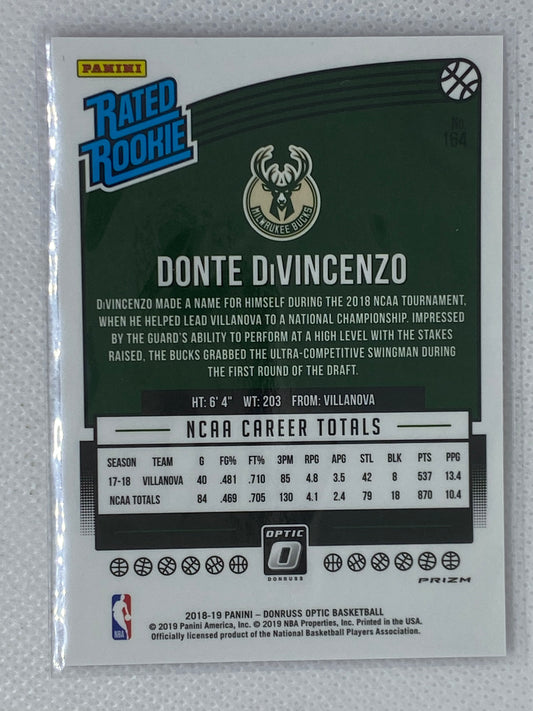 PANINI
RATED
ROOKIE
No.
164
MILWAUKEE BUCKS
DONTE DiVINCENZO
DiVINCENZO MADE A NAME FOR HIMSELF DURING THE 2018 NCAA TOURNAMENT,
WHEN HE HELPED LEAD VILLANOVA TO A NATIONAL CHAMPIONSHIP. IMPRESSED
BY THE GUARD'S ABILITY TO PERFORM AT A HIGH LEVEL WITH THE STAKES
RAISED, THE BUCKS GRABBED THE ULTRA-COMPETITIVE SWINGMAN DURING
THE FIRST ROUND OF THE DRAFT.
HT: 6' 4" WT: 203 FROM: VILLANOVA
NCAA CAREER TOTALS
SEASON TEAM G FG% FT% 3PM RPG APG STL BLK PTS PPG
17-18 VILLANOVA 40 .481 .710 85 4.8 3.5 42 8 537 13.4
NCAA TOTALS 84 .469 .705 130 4.1 2.4 79 18 870 10.4
OPTIC
DONRUSS
PRIZM
NBA
2018-19 PANINI – DONRUSS OPTIC BASKETBALL
© 2019 Panini America, Inc. © 2019 NBA Properties, Inc. Printed in the USA.
Officially licensed product of the National Basketball Players Association.